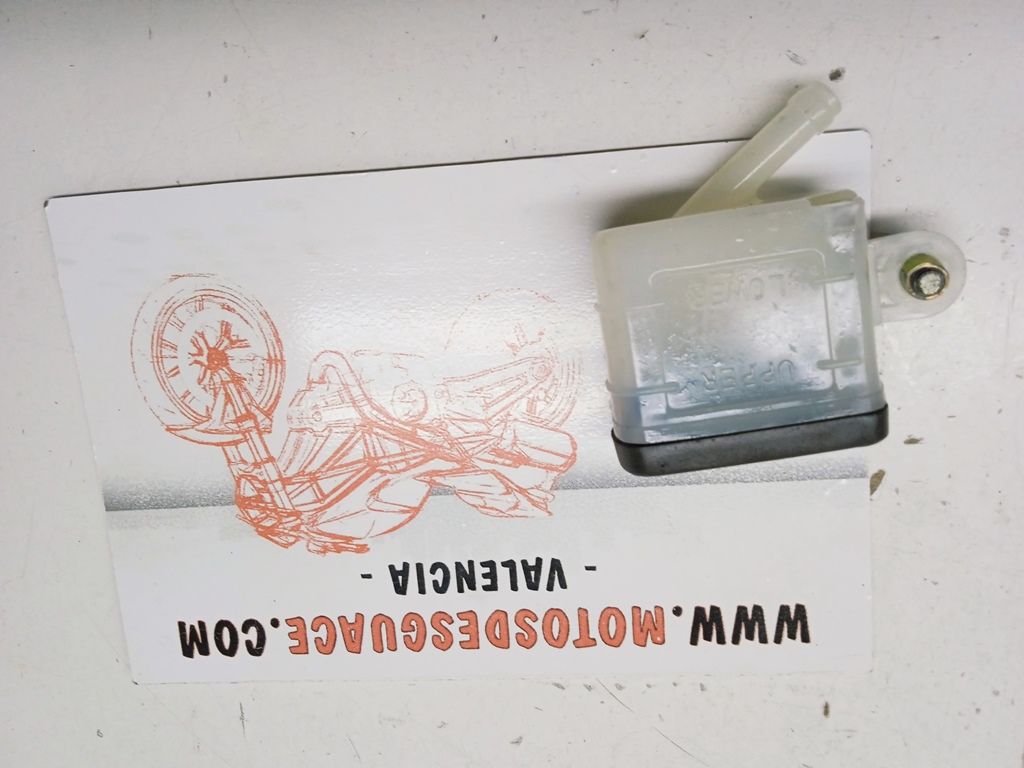 WWW.MOTOSDESGUACE.COM
- VALENCIA -
UPPER
LOWER